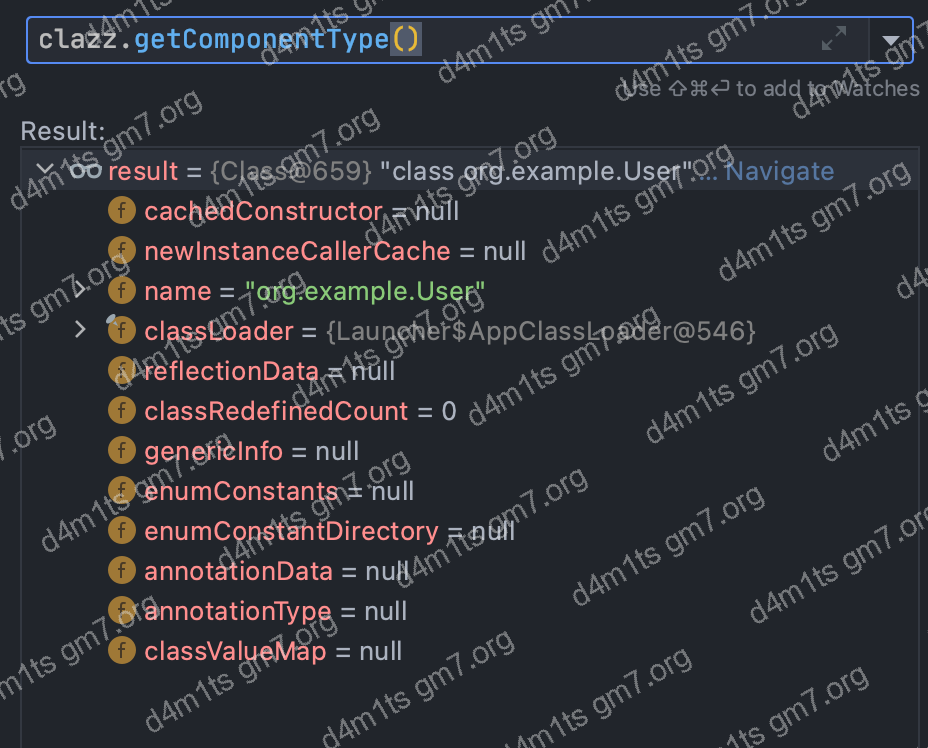 clazz.getComponentType()
Use ⇧⌘⏎ to add to Watches
Result:
result = {Class@659} "class org.example.User"... Navigate
cachedConstructor = null
newInstanceCallerCache = null
name = "org.example.User"
classLoader = {Launcher$AppClassLoader@546}
reflectionData = null
classRedefinedCount = 0
genericInfo = null
enumConstants = null
enumConstantDirectory = null
annotationData = null
annotationType = null
classValueMap = null
d4m1ts gm7.org